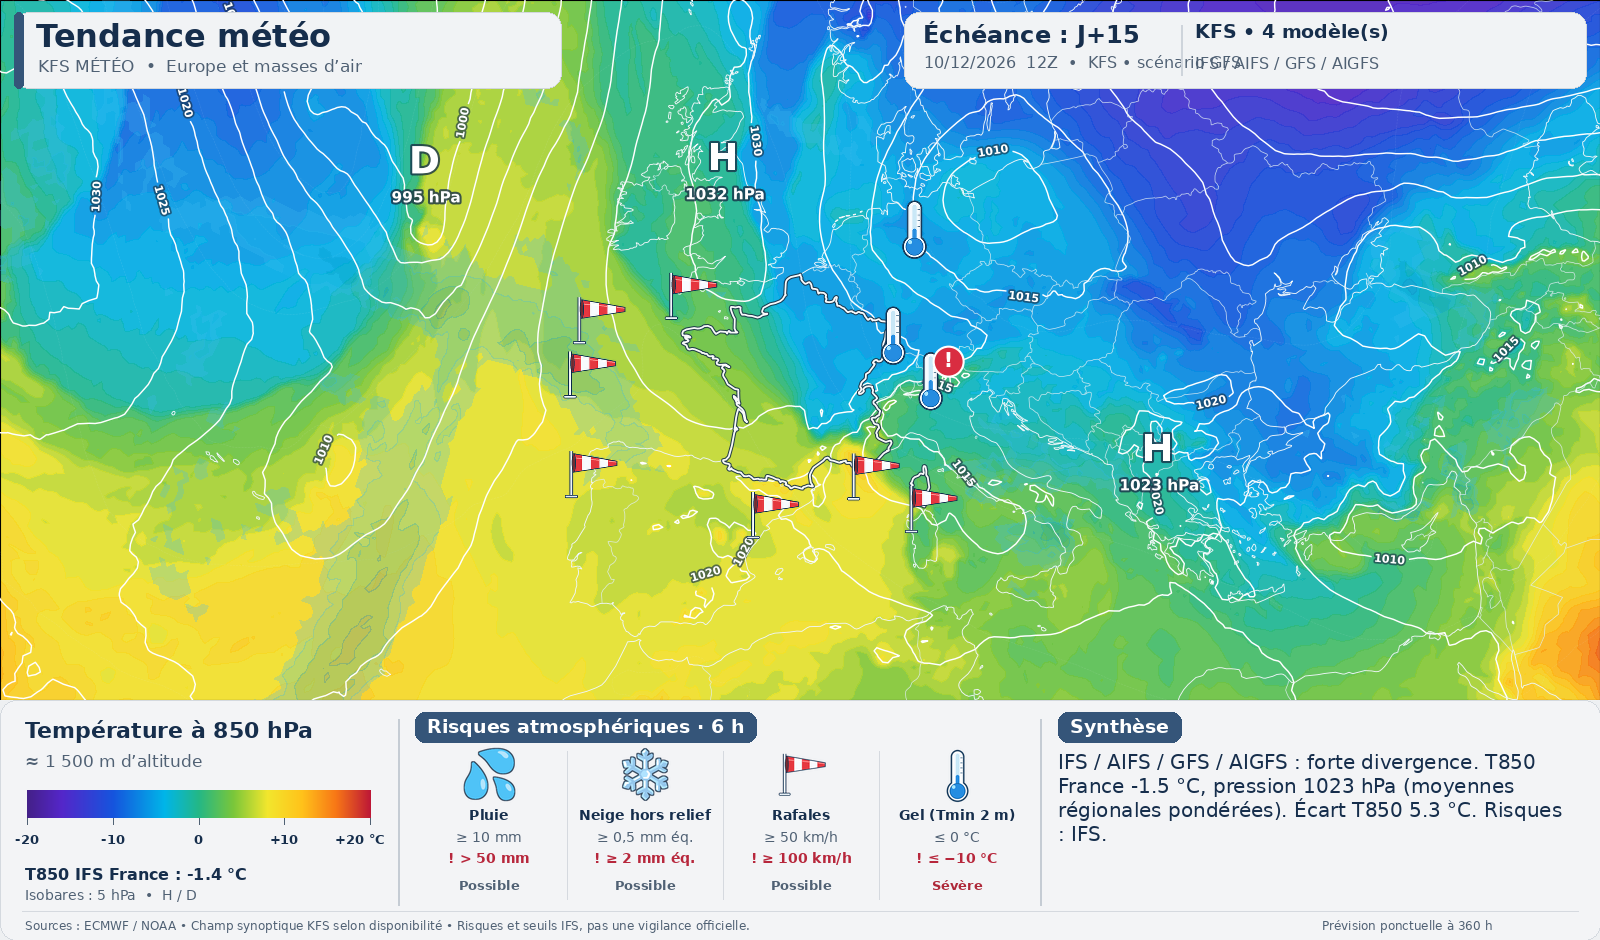 Tendance météo
KFS MÉTÉO • Europe et masses d’air
Échéance : J+15
10/12/2026 12Z • KFS • scénario GFS
KFS • 4 modèle(s)
IFS / AIFS / GFS / AIGFS
1020
1000
1030
1010
D
995 hPa
H
1032 hPa
1030
1025
1010
1015
1015
!
15
1020
1010
H
1023 hPa
1015
1020
1020
1020
1010
Température à 850 hPa
≈ 1 500 m d’altitude
-20 -10 0 +10 +20 °C
T850 IFS France : -1.4 °C
Isobares : 5 hPa • H / D
Risques atmosphériques · 6 h
Pluie
≥ 10 mm
! > 50 mm
Possible
Neige hors relief
≥ 0,5 mm éq.
! ≥ 2 mm éq.
Possible
Rafales
≥ 50 km/h
! ≥ 100 km/h
Possible
Gel (Tmin 2 m)
≤ 0 °C
! ≤ −10 °C
Sévère
Synthèse
IFS / AIFS / GFS / AIGFS : forte divergence. T850
France -1.5 °C, pression 1023 hPa (moyennes
régionales pondérées). Écart T850 5.3 °C. Risques
: IFS.
Sources : ECMWF / NOAA • Champ synoptique KFS selon disponibilité • Risques et seuils IFS, pas une vigilance officielle.
Prévision ponctuelle à 360 h